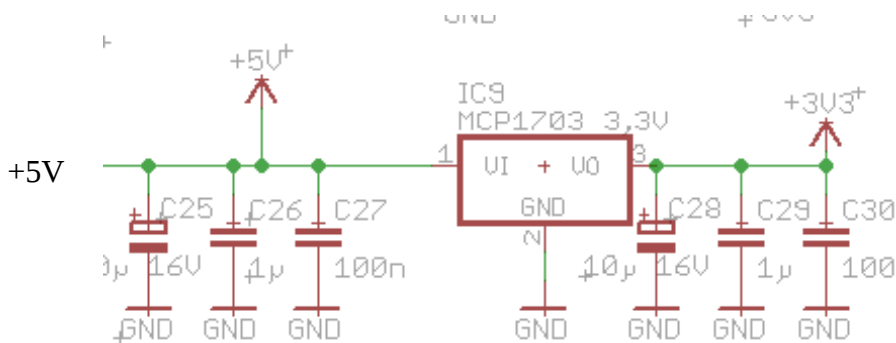 +5V
IC9
MCP1703 3,3V
+3V3
+5V
1
VI
VO
3
GND
2
C25
C26
C27
C28
C29
C30
16V
1µ
100n
10µ 16V
1µ
100
GND
GND
GND
GND
GND
GND
GND